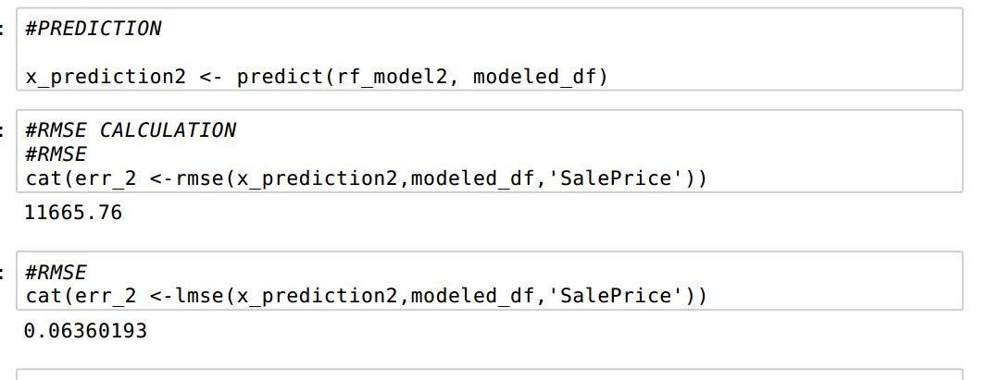 : #PREDICTION
x_prediction2 <- predict(rf_model2, modeled_df)
: #RMSE CALCULATION
#RMSE
cat(err_2 <-rmse(x_prediction2,modeled_df,'SalePrice'))
11665.76
: #RMSE
cat(err_2 <-lmse(x_prediction2,modeled_df,'SalePrice'))
0.06360193